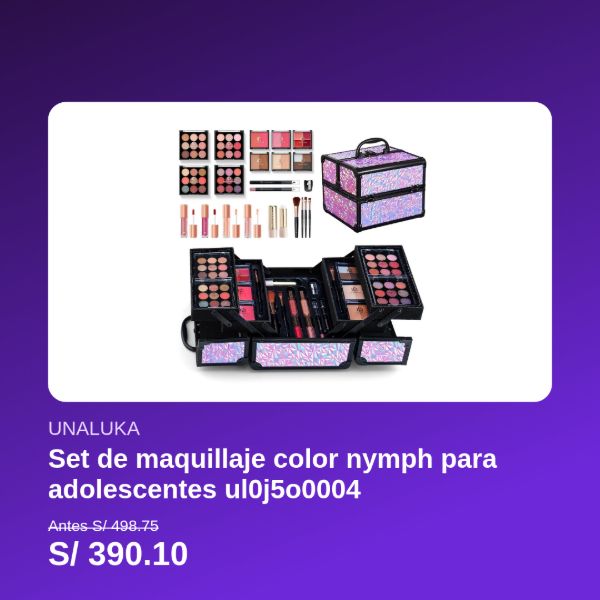 UNALUKA
Set de maquillaje color nymph para
adolescentes ul0j5o0004
Antes S/ 498.75
S/ 390.10